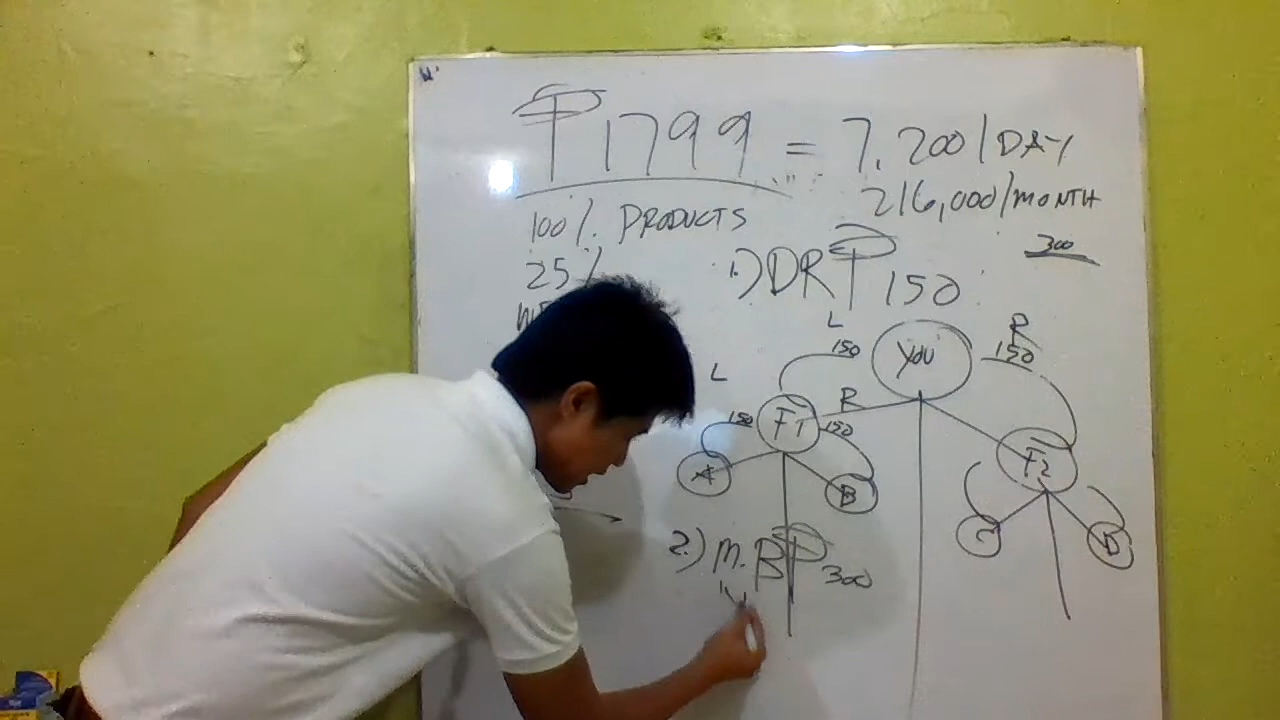 ₱1799 = 7,200/DAY
216,000/MONTH
100% PRODUCTS
300
25%
1.) DR ₱150
L
R
150
YOU
150
L
R
F1
150
150
F2
A
B
D
2.) M.B ₱300